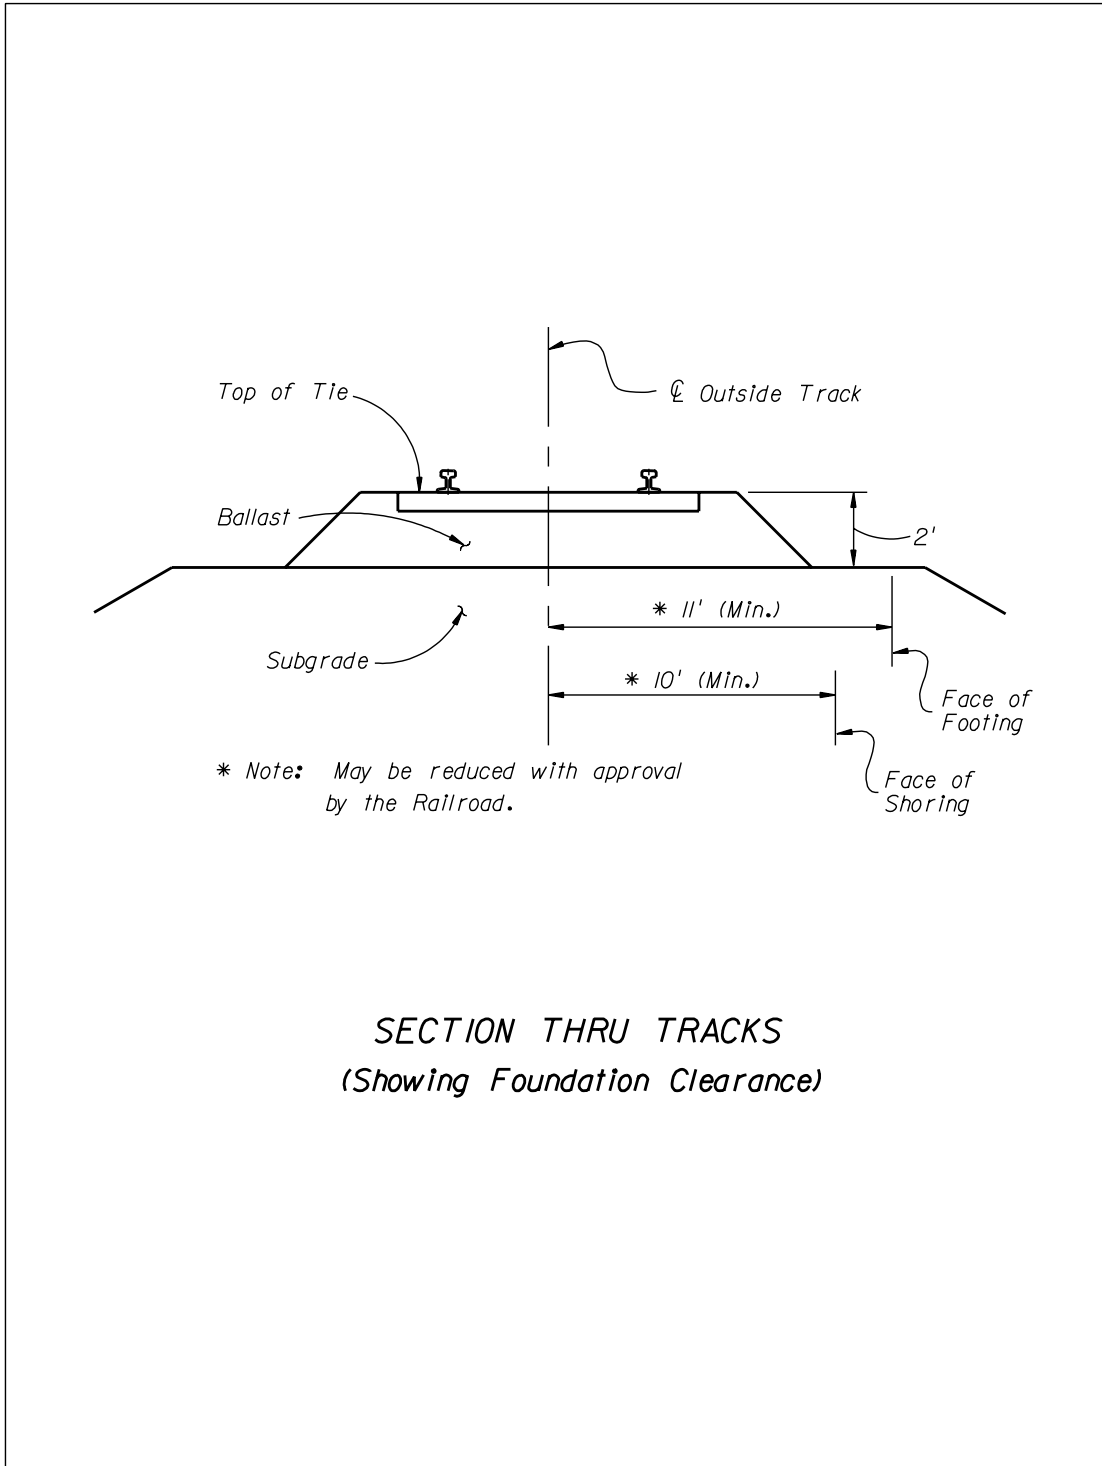 ℄ Outside Track
Top of Tie
Ballast
2'
* 11' (Min.)
Subgrade
* 10' (Min.)
Face of
Footing
* Note: May be reduced with approval
by the Railroad.
Face of
Shoring
SECTION THRU TRACKS
(Showing Foundation Clearance)